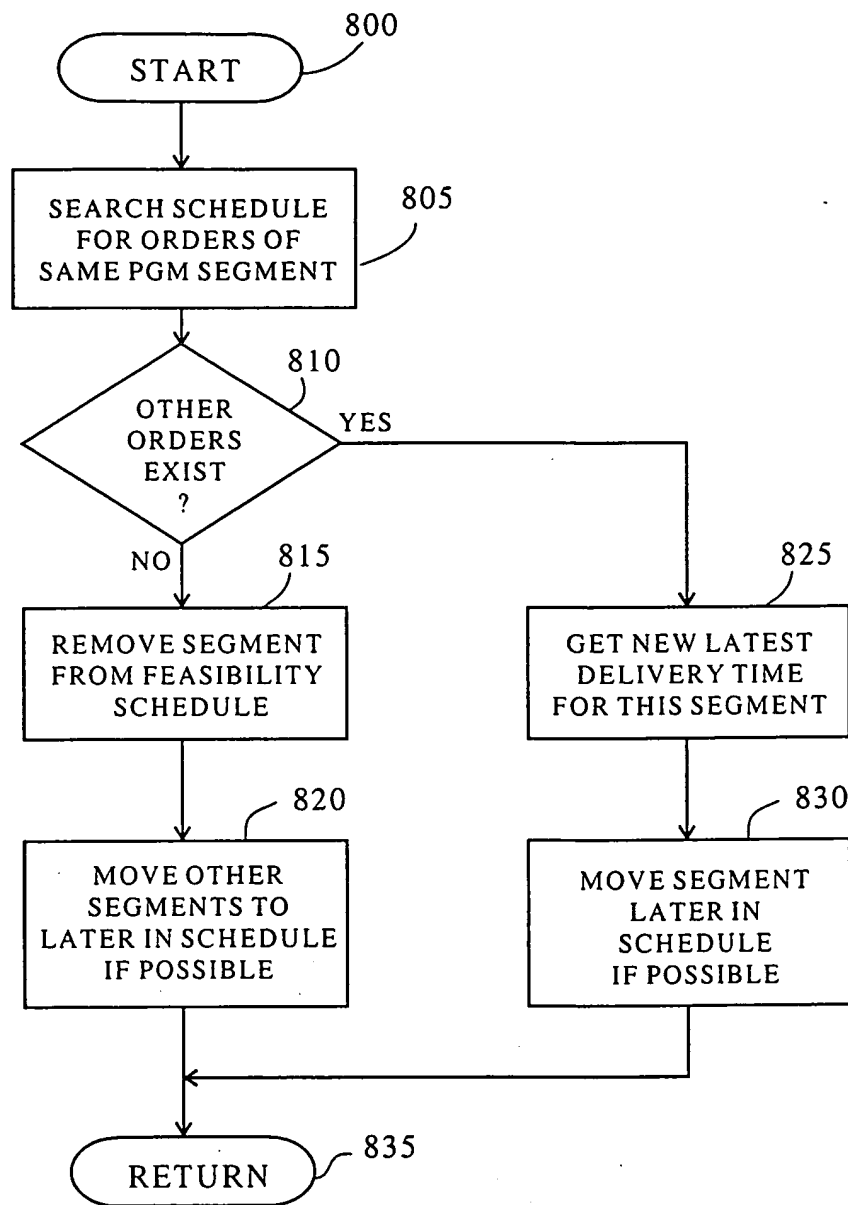 800
START
805
SEARCH SCHEDULE
FOR ORDERS OF
SAME PGM SEGMENT
810
OTHER
ORDERS
EXIST
?
YES
NO
815
REMOVE SEGMENT
FROM FEASIBILITY
SCHEDULE
825
GET NEW LATEST
DELIVERY TIME
FOR THIS SEGMENT
820
MOVE OTHER
SEGMENTS TO
LATER IN SCHEDULE
IF POSSIBLE
830
MOVE SEGMENT
LATER IN
SCHEDULE
IF POSSIBLE
RETURN
835